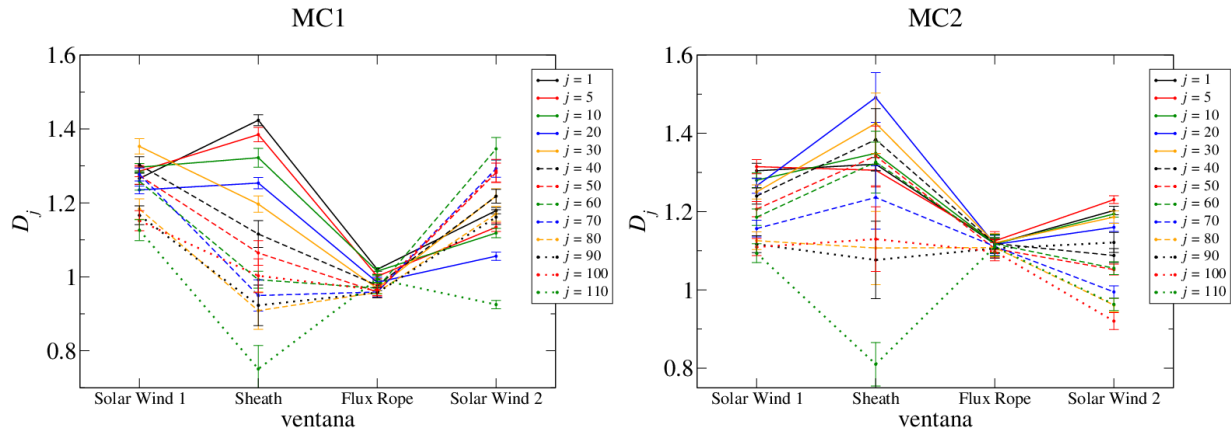 MC1
1.6
1.4
1.2
1
0.8
D_j
Solar Wind 1 Sheath Flux Rope Solar Wind 2
ventana
j = 1
j = 5
j = 10
j = 20
j = 30
j = 40
j = 50
j = 60
j = 70
j = 80
j = 90
j = 100
j = 110
MC2
1.6
1.4
1.2
1
0.8
D_j
Solar Wind 1 Sheath Flux Rope Solar Wind 2
ventana
j = 1
j = 5
j = 10
j = 20
j = 30
j = 40
j = 50
j = 60
j = 70
j = 80
j = 90
j = 100
j = 110